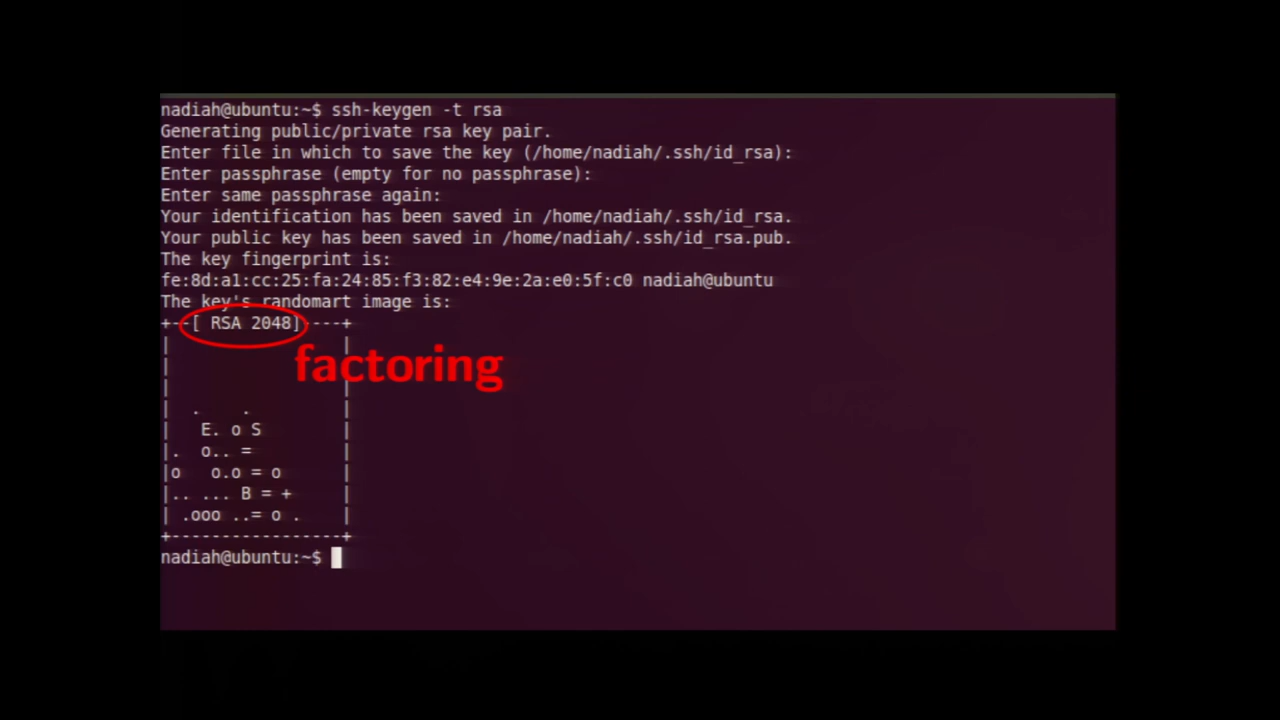 nadiah@ubuntu:~$ ssh-keygen -t rsa
Generating public/private rsa key pair.
Enter file in which to save the key (/home/nadiah/.ssh/id_rsa):
Enter passphrase (empty for no passphrase):
Enter same passphrase again:
Your identification has been saved in /home/nadiah/.ssh/id_rsa.
Your public key has been saved in /home/nadiah/.ssh/id_rsa.pub.
The key fingerprint is:
fe:8d:a1:cc:25:fa:24:85:f3:82:e4:9e:2a:e0:5f:c0 nadiah@ubuntu
The key's randomart image is:
+--[ RSA 2048]----+
|                 |
factoring
|                 |
|                 |
|  .    .         |
|   E. o S        |
|.  o.. =         |
|o   o.o = o      |
|.. ... B = +     |
| .ooo ..= o .    |
+-----------------+
nadiah@ubuntu:~$